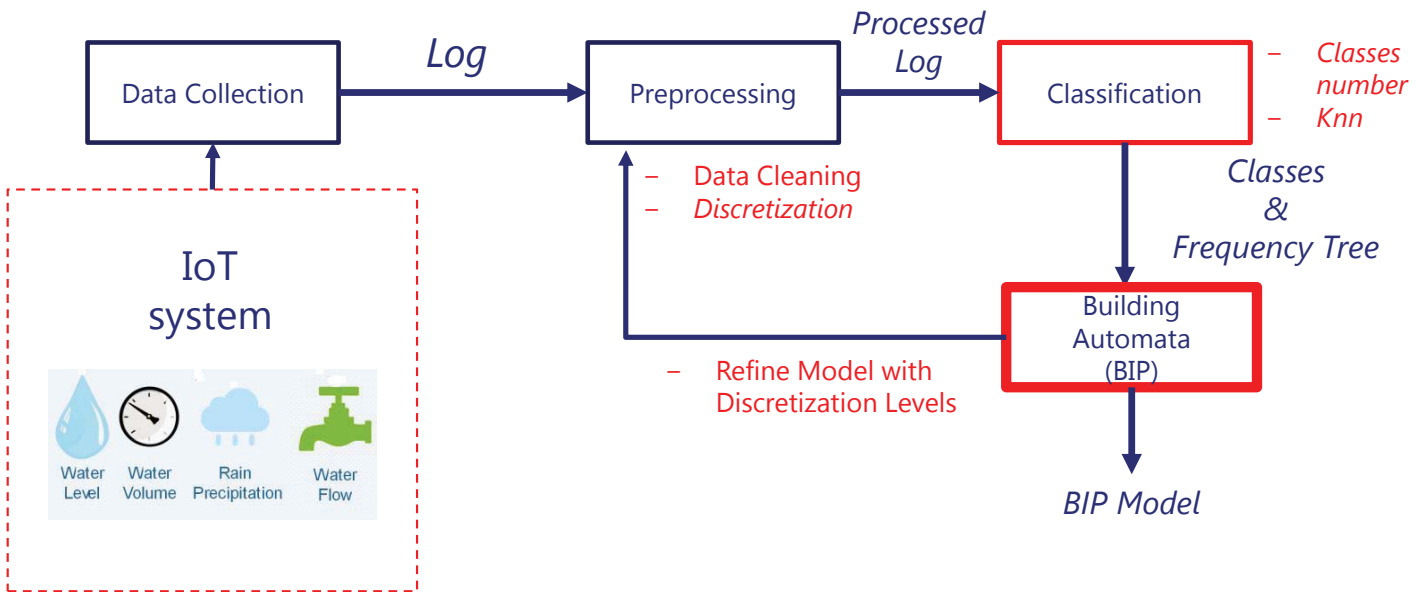 Data Collection
Log
Preprocessing
Processed
Log
Classification
– Classes
number
– Knn
– Data Cleaning
– Discretization
Classes
&
Frequency Tree
IoT
system
Water
Level
Water
Volume
Rain
Precipitation
Water
Flow
Building
Automata
(BIP)
– Refine Model with
Discretization Levels
BIP Model